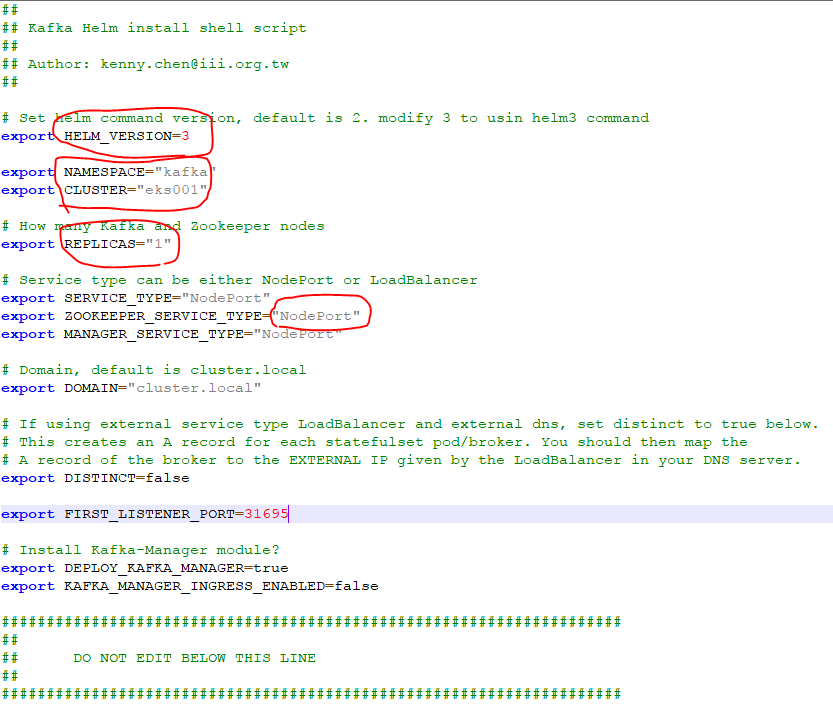 ##
## Kafka Helm install shell script
##
## Author: kenny.chen@iii.org.tw
##
# Set helm command version, default is 2. modify 3 to usin helm3 command
export HELM_VERSION=3
export NAMESPACE="kafka"
export CLUSTER="eks001"
# How many Kafka and Zookeeper nodes
export REPLICAS="1"
# Service type can be either NodePort or LoadBalancer
export SERVICE_TYPE="NodePort"
export ZOOKEEPER_SERVICE_TYPE="NodePort"
export MANAGER_SERVICE_TYPE="NodePort"
# Domain, default is cluster.local
export DOMAIN="cluster.local"
# If using external service type LoadBalancer and external dns, set distinct to true below.
# This creates an A record for each statefulset pod/broker. You should then map the
# A record of the broker to the EXTERNAL IP given by the LoadBalancer in your DNS server.
export DISTINCT=false
export FIRST_LISTENER_PORT=31695
# Install Kafka-Manager module?
export DEPLOY_KAFKA_MANAGER=true
export KAFKA_MANAGER_INGRESS_ENABLED=false
#####################################################################
##
## DO NOT EDIT BELOW THIS LINE
##
#####################################################################